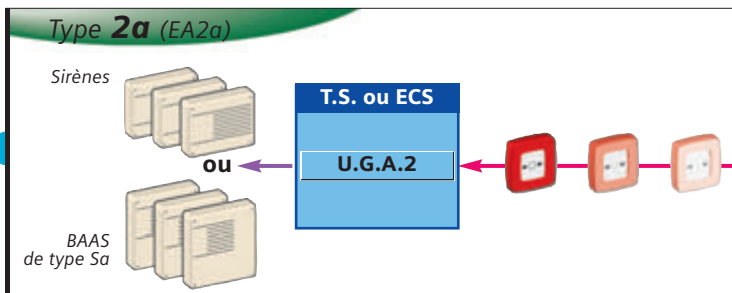 Type 2a (EA2a)
Sirènes
T.S. ou ECS
ou
U.G.A.2
BAAS
de type Sa